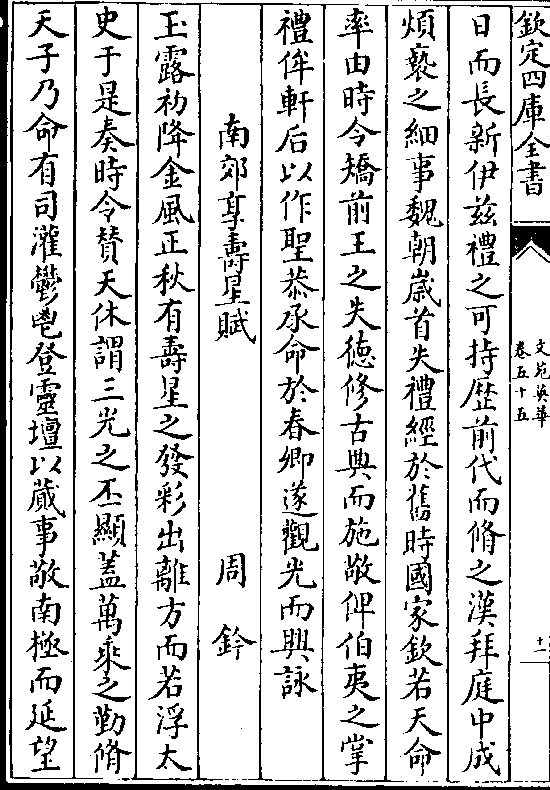 欽定四庫全書
文苑英華
卷五十五
十一
日而長新伊兹禮之可持歴前代而脩之漢拜庭中成
煩褻之細事魏朝歳首失禮經於舊時國家欽若天命
率由時令矯前王之失徳修古典而施敬俾伯夷之掌
禮侔軒后以作聖恭承命於春卿遂觀光而興詠
南郊享壽星賦
周鈐
玉露初降金風正秋有壽星之發彩出離方而若浮太
史于是奏時令賛天休謂三光之丕顯蓋萬乘之勤脩
天子乃命有司灌鬱鬯登靈壇以蕆事敬南極而延望